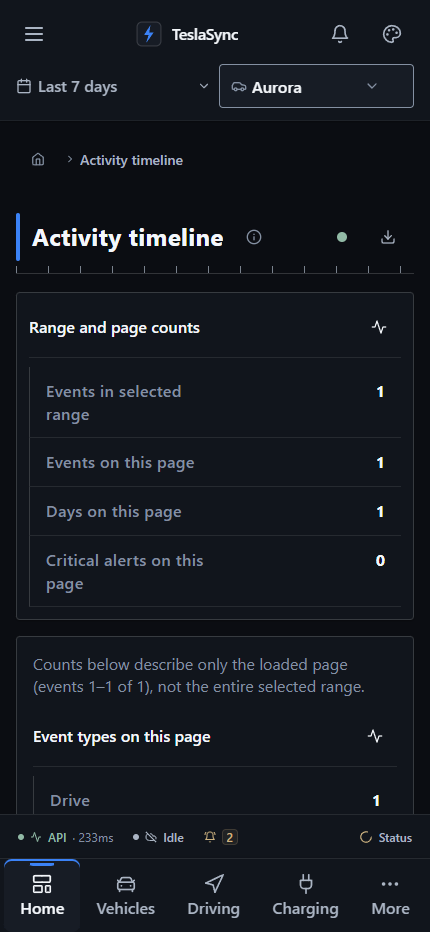 TeslaSync
Last 7 days
Aurora
Activity timeline
Activity timeline
Range and page counts
Events in selected
range
1
Events on this page
1
Days on this page
1
Critical alerts on this
page
0
Counts below describe only the loaded page
(events 1–1 of 1), not the entire selected range.
Event types on this page
Drive
1
API · 233ms
Idle
2
Status
Home
Vehicles
Driving
Charging
More